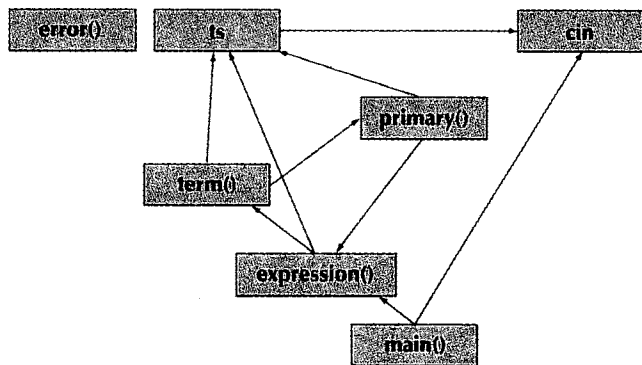 error()
ts
cin
primary()
term()
expression()
main()